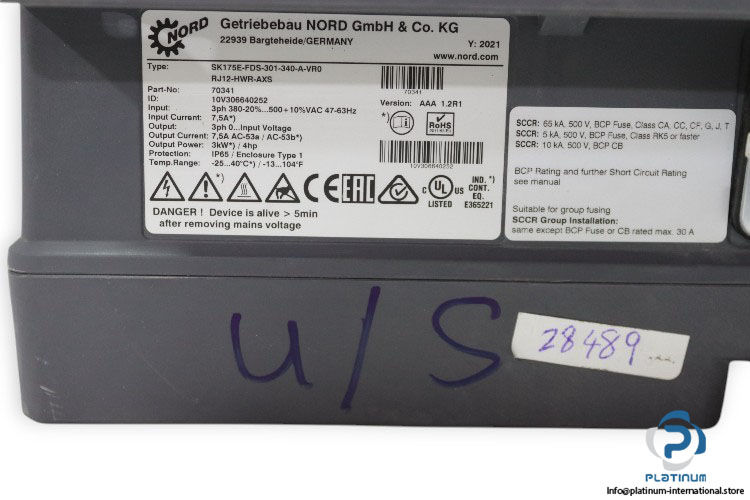 NORD
Getriebebau NORD GmbH & Co. KG
22939 Bargteheide/GERMANY
Y: 2021
www.nord.com
Type: SK175E-FDS-301-340-A-VR0
RJ12-HWR-AXS
Part-No: 70341
ID: 10V306640252
Input: 3ph 380-20%...500+10%VAC 47-63Hz
Input Current: 7,5A*)
Output: 3ph 0...Input Voltage
Output Current: 7,5A AC-53a / AC-53b*)
Output Power: 3kW*) / 4hp
Protection: IP65 / Enclosure Type 1
Temp.Range: -25...40°C*) / -13...104°F
70341
Version: AAA 1.2R1
*)
RoHS
10V306640252
*)
CE EAC
C UL US
LISTED
IND. *)
CONT.
EQ.
E365221
DANGER ! Device is alive > 5min
after removing mains voltage
SCCR: 65 kA, 500 V, BCP Fuse, Class CA, CC, CF, G, J, T
SCCR: 5 kA, 500 V, BCP Fuse, Class RK5 or faster
SCCR: 10 kA, 500 V, BCP CB
BCP Rating and further Short Circuit Rating
see manual
Suitable for group fusing
SCCR Group Installation:
same except BCP Fuse or CB rated max. 30 A
U/S
28489
PLATINUM
Info@platinum-international.store